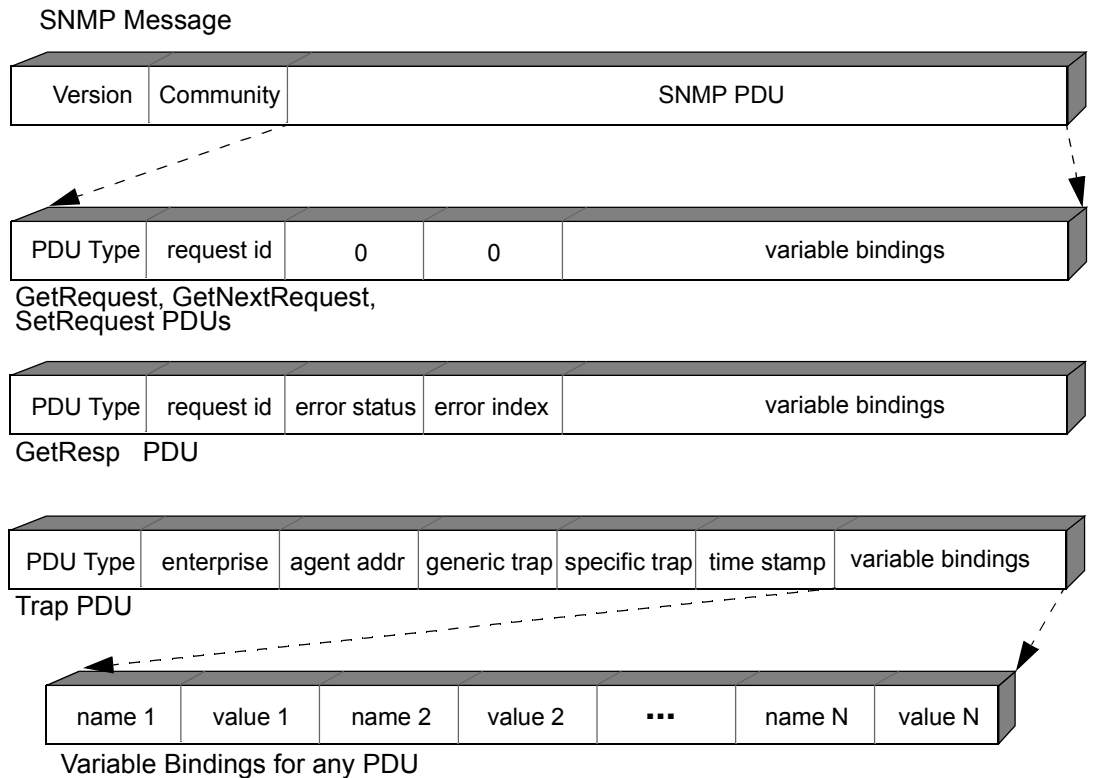 SNMP Message
Version Community SNMP PDU
PDU Type request id 0 0 variable bindings
GetRequest, GetNextRequest,
SetRequest PDUs
PDU Type request id error status error index variable bindings
GetResp PDU
PDU Type enterprise agent addr generic trap specific trap time stamp variable bindings
Trap PDU
name 1 value 1 name 2 value 2 ... name N value N
Variable Bindings for any PDU